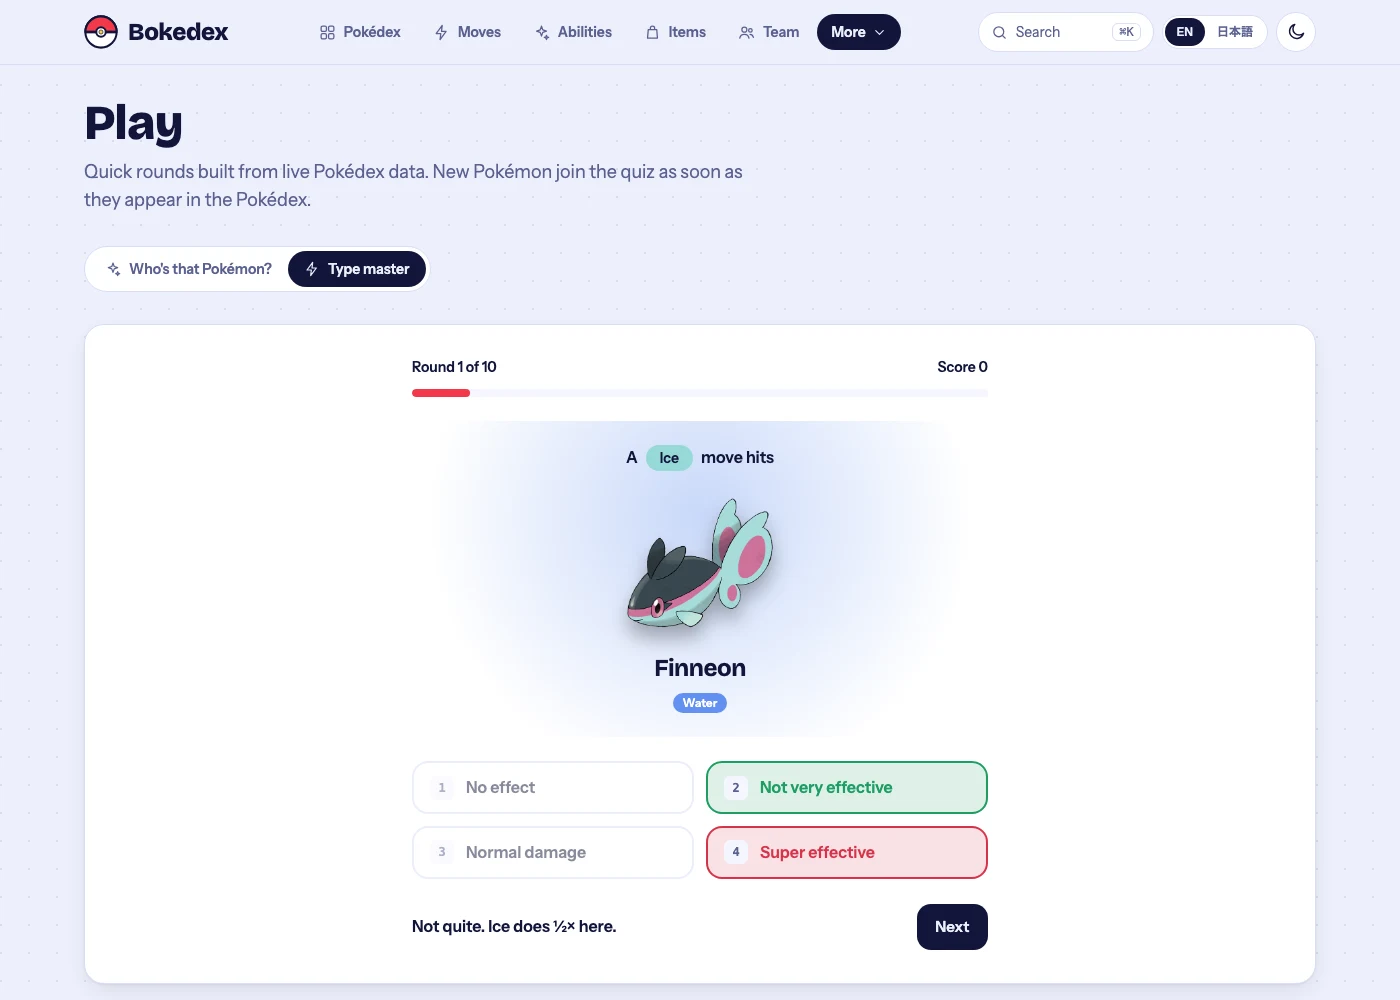 Bokedex
Pokédex
Moves
Abilities
Items
Team
More
Search
⌘K
EN
日本語
Play
Quick rounds built from live Pokédex data. New Pokémon join the quiz as soon as
they appear in the Pokédex.
Who's that Pokémon?
Type master
Round 1 of 10
Score 0
A Ice move hits
Finneon
Water
1 No effect
2 Not very effective
3 Normal damage
4 Super effective
Not quite. Ice does ½× here.
Next